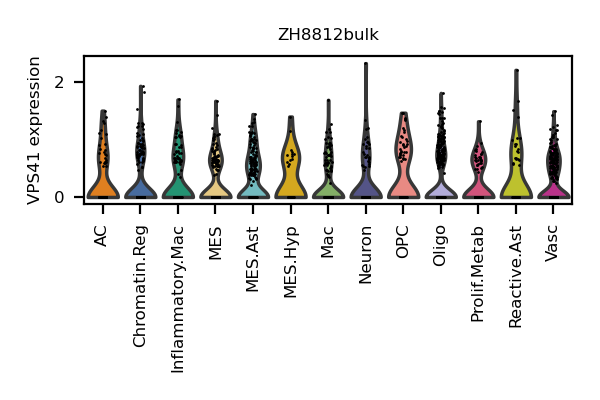 ZH8812bulk
VPS41 expression
2
0
AC
Chromatin.Reg
Inflammatory.Mac
MES
MES.Ast
MES.Hyp
Mac
Neuron
OPC
Oligo
Prolif.Metab
Reactive.Ast
Vasc